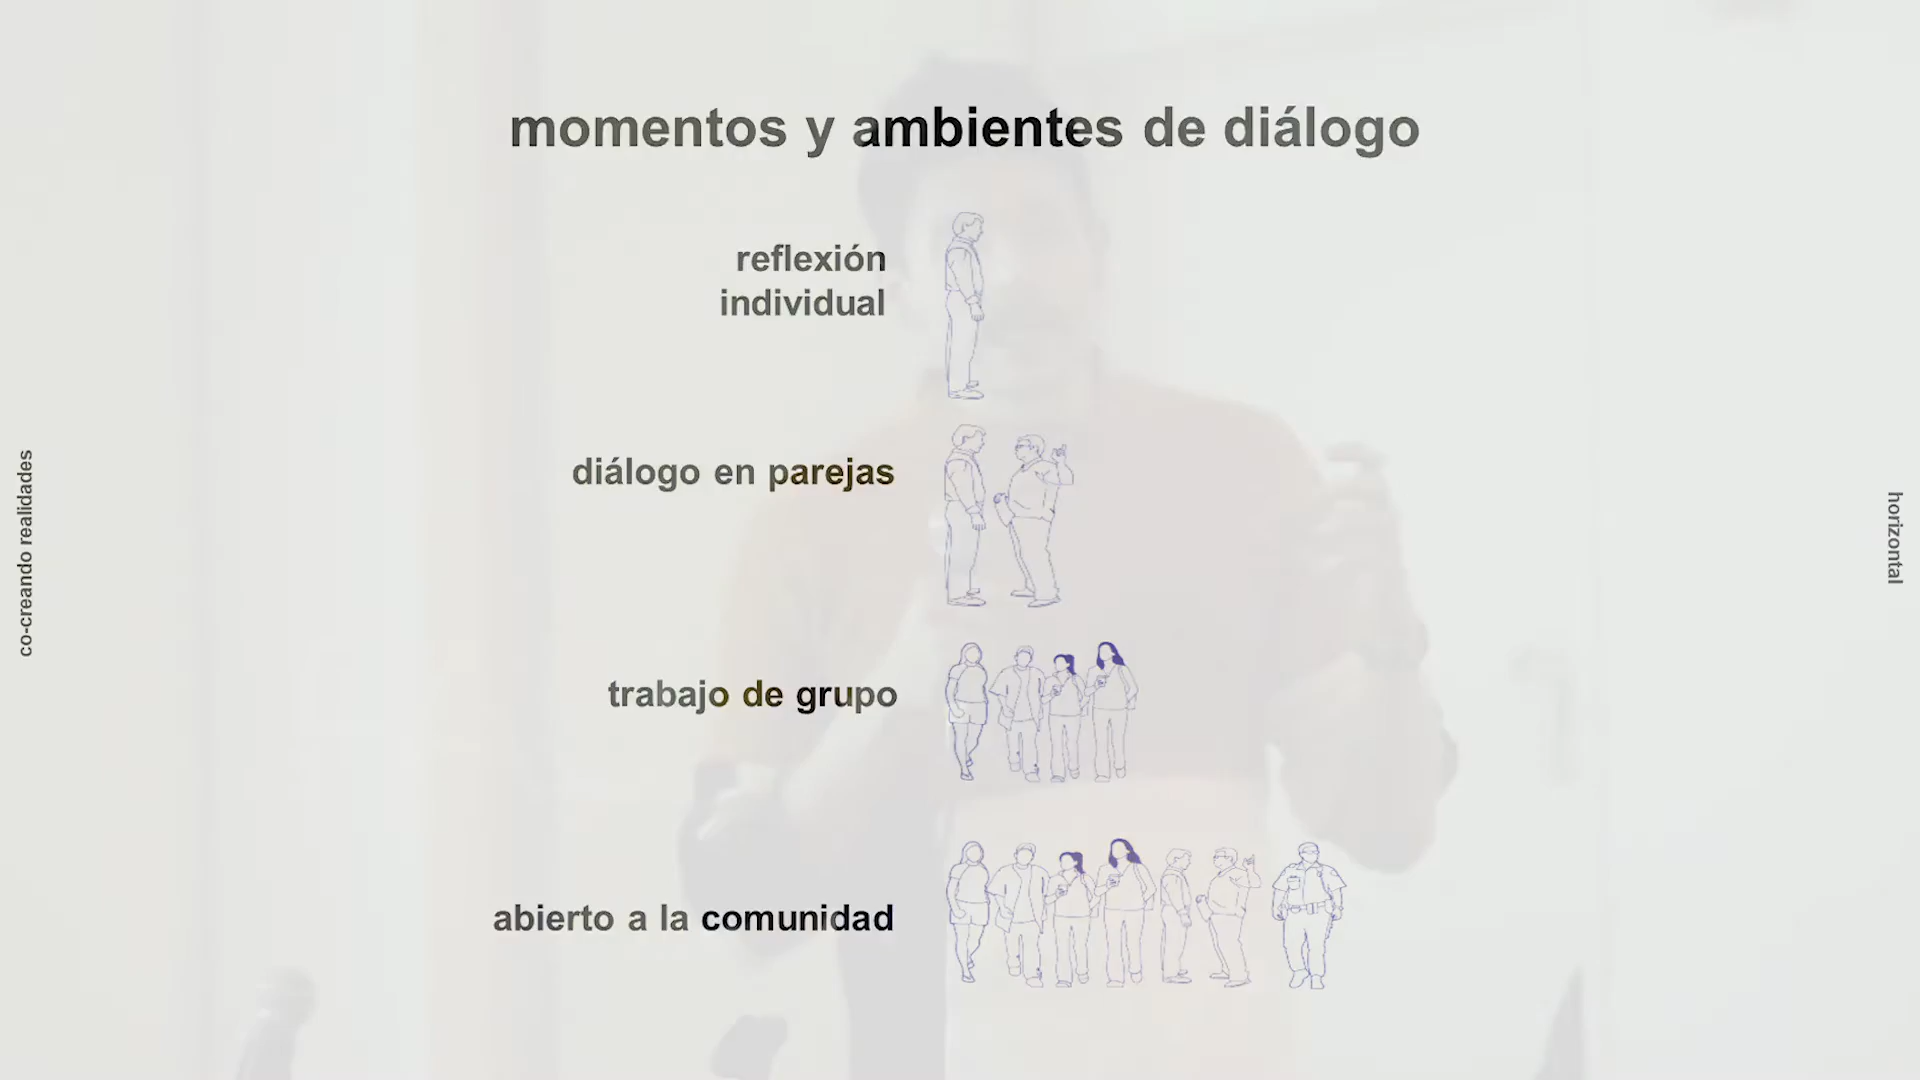 momentos y ambientes de diálogo
reflexión
individual
diálogo en parejas
trabajo de grupo
abierto a la comunidad
co-creando realidades
horizontal